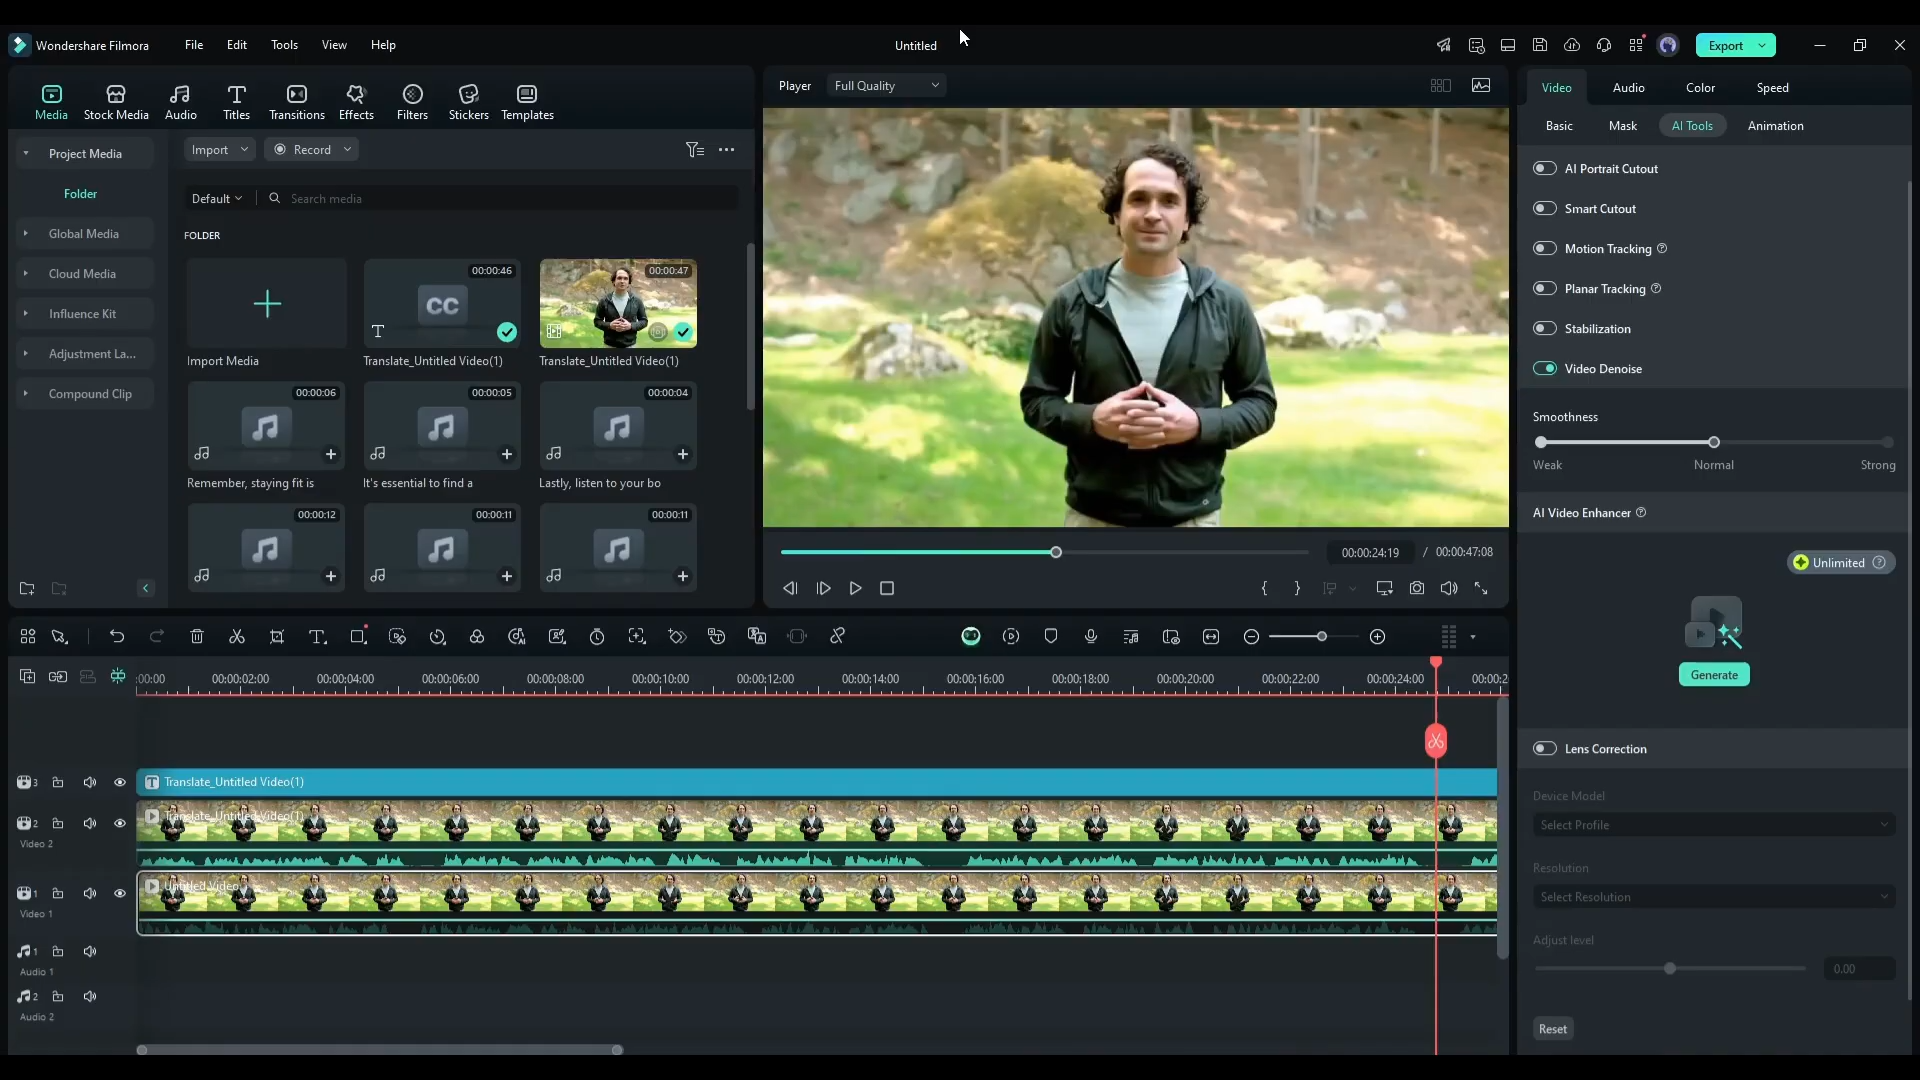 Wondershare Filmora
File
Edit
Tools
View
Help
Untitled
Export
Media
Stock Media
Audio
Titles
Transitions
Effects
Filters
Stickers
Templates
Project Media
Folder
Global Media
Cloud Media
Influence Kit
Adjustment La...
Compound Clip
Import
Record
Default
Search media
FOLDER
Import Media
00:00:46
CC
T
Translate_Untitled Video(1)
00:00:47
Translate_Untitled Video(1)
00:00:06
Remember, staying fit is
00:00:05
It's essential to find a
00:00:04
Lastly, listen to your bo
00:00:12
00:00:11
00:00:11
Player
Full Quality
00:00:24:19 / 00:00:47:08
Video
Audio
Color
Speed
Basic
Mask
AI Tools
Animation
AI Portrait Cutout
Smart Cutout
Motion Tracking
Planar Tracking
Stabilization
Video Denoise
Smoothness
Weak
Normal
Strong
AI Video Enhancer
Unlimited
Generate
Lens Correction
Device Model
Select Profile
Resolution
Select Resolution
Adjust level
0.00
Reset
:00:00
00:00:02:00
00:00:04:00
00:00:06:00
00:00:08:00
00:00:10:00
00:00:12:00
00:00:14:00
00:00:16:00
00:00:18:00
00:00:20:00
00:00:22:00
00:00:24:00
00:00:2
3
T Translate_Untitled Video(1)
2
Video 2
Translate_Untitled Video(1)
1
Video 1
Untitled Video
1
Audio 1
2
Audio 2